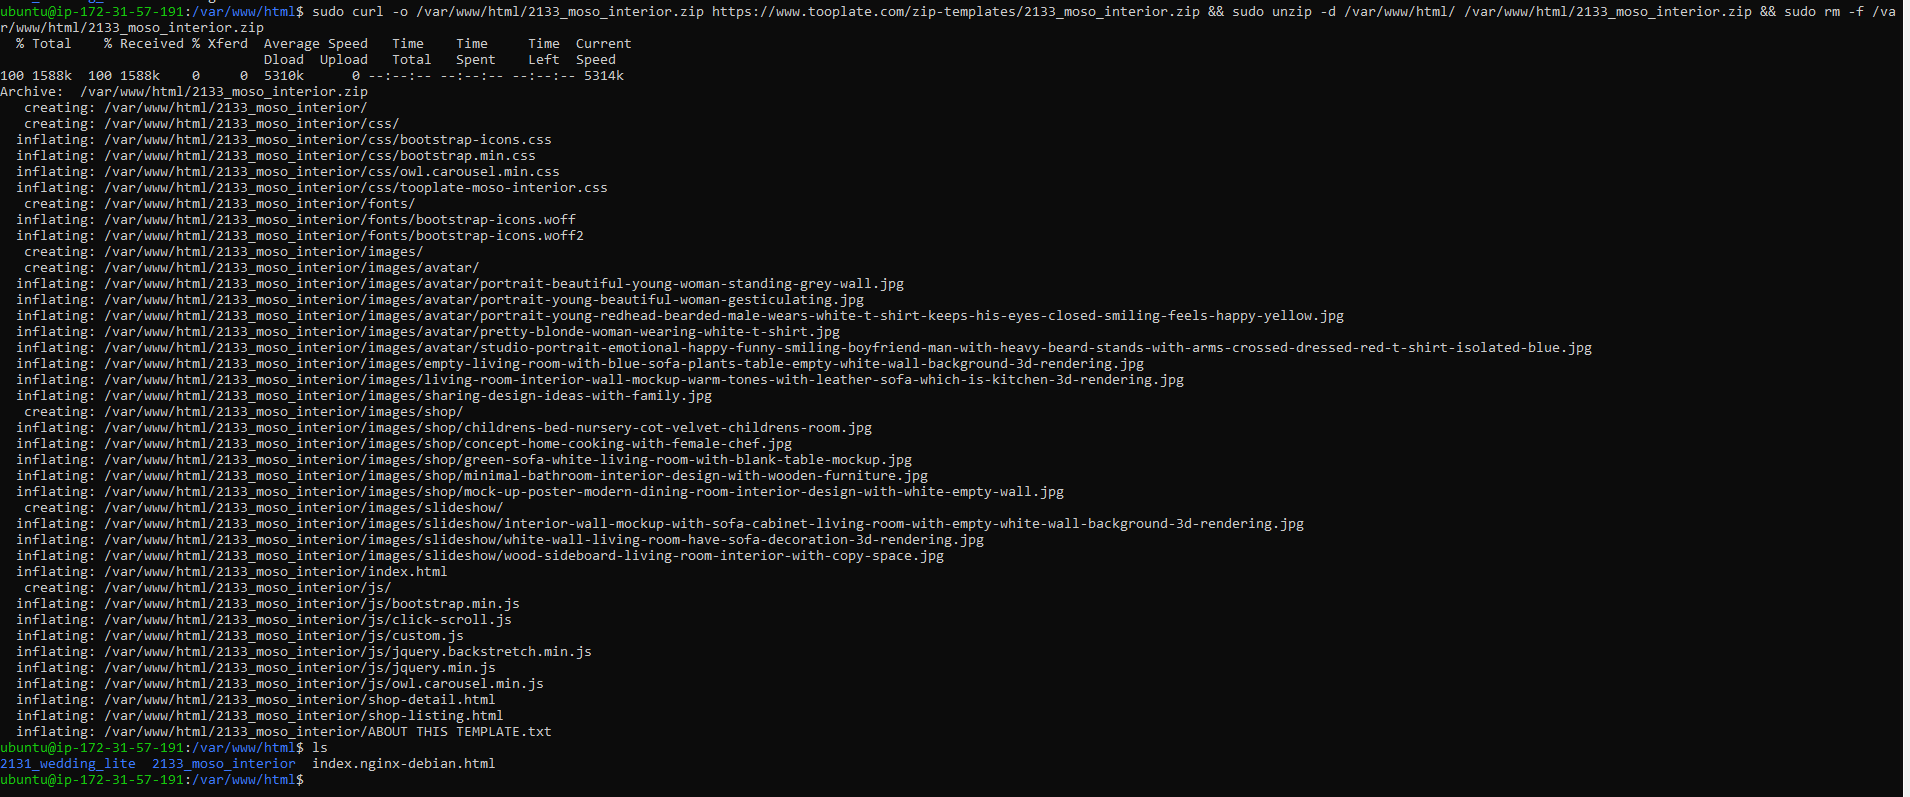 ubuntu@ip-172-31-57-191:/var/www/html$ sudo curl -o /var/www/html/2133_moso_interior.zip https://www.tooplate.com/zip-templates/2133_moso_interior.zip && sudo unzip -d /var/www/html/ /var/www/html/2133_moso_interior.zip && sudo rm -f /va
r/www/html/2133_moso_interior.zip
  % Total    % Received % Xferd  Average Speed   Time    Time     Time  Current
                                 Dload  Upload   Total   Spent    Left  Speed
100 1588k  100 1588k    0     0  5310k      0 --:--:-- --:--:-- --:--:-- 5314k
Archive:  /var/www/html/2133_moso_interior.zip
   creating: /var/www/html/2133_moso_interior/
   creating: /var/www/html/2133_moso_interior/css/
  inflating: /var/www/html/2133_moso_interior/css/bootstrap-icons.css
  inflating: /var/www/html/2133_moso_interior/css/bootstrap.min.css
  inflating: /var/www/html/2133_moso_interior/css/owl.carousel.min.css
  inflating: /var/www/html/2133_moso_interior/css/tooplate-moso-interior.css
   creating: /var/www/html/2133_moso_interior/fonts/
  inflating: /var/www/html/2133_moso_interior/fonts/bootstrap-icons.woff
  inflating: /var/www/html/2133_moso_interior/fonts/bootstrap-icons.woff2
   creating: /var/www/html/2133_moso_interior/images/
   creating: /var/www/html/2133_moso_interior/images/avatar/
  inflating: /var/www/html/2133_moso_interior/images/avatar/portrait-beautiful-young-woman-standing-grey-wall.jpg
  inflating: /var/www/html/2133_moso_interior/images/avatar/portrait-young-beautiful-woman-gesticulating.jpg
  inflating: /var/www/html/2133_moso_interior/images/avatar/portrait-young-redhead-bearded-male-wears-white-t-shirt-keeps-his-eyes-closed-smiling-feels-happy-yellow.jpg
  inflating: /var/www/html/2133_moso_interior/images/avatar/pretty-blonde-woman-wearing-white-t-shirt.jpg
  inflating: /var/www/html/2133_moso_interior/images/avatar/studio-portrait-emotional-happy-funny-smiling-boyfriend-man-with-heavy-beard-stands-with-arms-crossed-dressed-red-t-shirt-isolated-blue.jpg
  inflating: /var/www/html/2133_moso_interior/images/empty-living-room-with-blue-sofa-plants-table-empty-white-wall-background-3d-rendering.jpg
  inflating: /var/www/html/2133_moso_interior/images/living-room-interior-wall-mockup-warm-tones-with-leather-sofa-which-is-kitchen-3d-rendering.jpg
  inflating: /var/www/html/2133_moso_interior/images/sharing-design-ideas-with-family.jpg
   creating: /var/www/html/2133_moso_interior/images/shop/
  inflating: /var/www/html/2133_moso_interior/images/shop/childrens-bed-nursery-cot-velvet-childrens-room.jpg
  inflating: /var/www/html/2133_moso_interior/images/shop/concept-home-cooking-with-female-chef.jpg
  inflating: /var/www/html/2133_moso_interior/images/shop/green-sofa-white-living-room-with-blank-table-mockup.jpg
  inflating: /var/www/html/2133_moso_interior/images/shop/minimal-bathroom-interior-design-with-wooden-furniture.jpg
  inflating: /var/www/html/2133_moso_interior/images/shop/mock-up-poster-modern-dining-room-interior-design-with-white-empty-wall.jpg
   creating: /var/www/html/2133_moso_interior/images/slideshow/
  inflating: /var/www/html/2133_moso_interior/images/slideshow/interior-wall-mockup-with-sofa-cabinet-living-room-with-empty-white-wall-background-3d-rendering.jpg
  inflating: /var/www/html/2133_moso_interior/images/slideshow/white-wall-living-room-have-sofa-decoration-3d-rendering.jpg
  inflating: /var/www/html/2133_moso_interior/images/slideshow/wood-sideboard-living-room-interior-with-copy-space.jpg
  inflating: /var/www/html/2133_moso_interior/index.html
   creating: /var/www/html/2133_moso_interior/js/
  inflating: /var/www/html/2133_moso_interior/js/bootstrap.min.js
  inflating: /var/www/html/2133_moso_interior/js/click-scroll.js
  inflating: /var/www/html/2133_moso_interior/js/custom.js
  inflating: /var/www/html/2133_moso_interior/js/jquery.backstretch.min.js
  inflating: /var/www/html/2133_moso_interior/js/jquery.min.js
  inflating: /var/www/html/2133_moso_interior/js/owl.carousel.min.js
  inflating: /var/www/html/2133_moso_interior/shop-detail.html
  inflating: /var/www/html/2133_moso_interior/shop-listing.html
  inflating: /var/www/html/2133_moso_interior/ABOUT THIS TEMPLATE.txt
ubuntu@ip-172-31-57-191:/var/www/html$ ls
2131_wedding_lite  2133_moso_interior  index.nginx-debian.html
ubuntu@ip-172-31-57-191:/var/www/html$